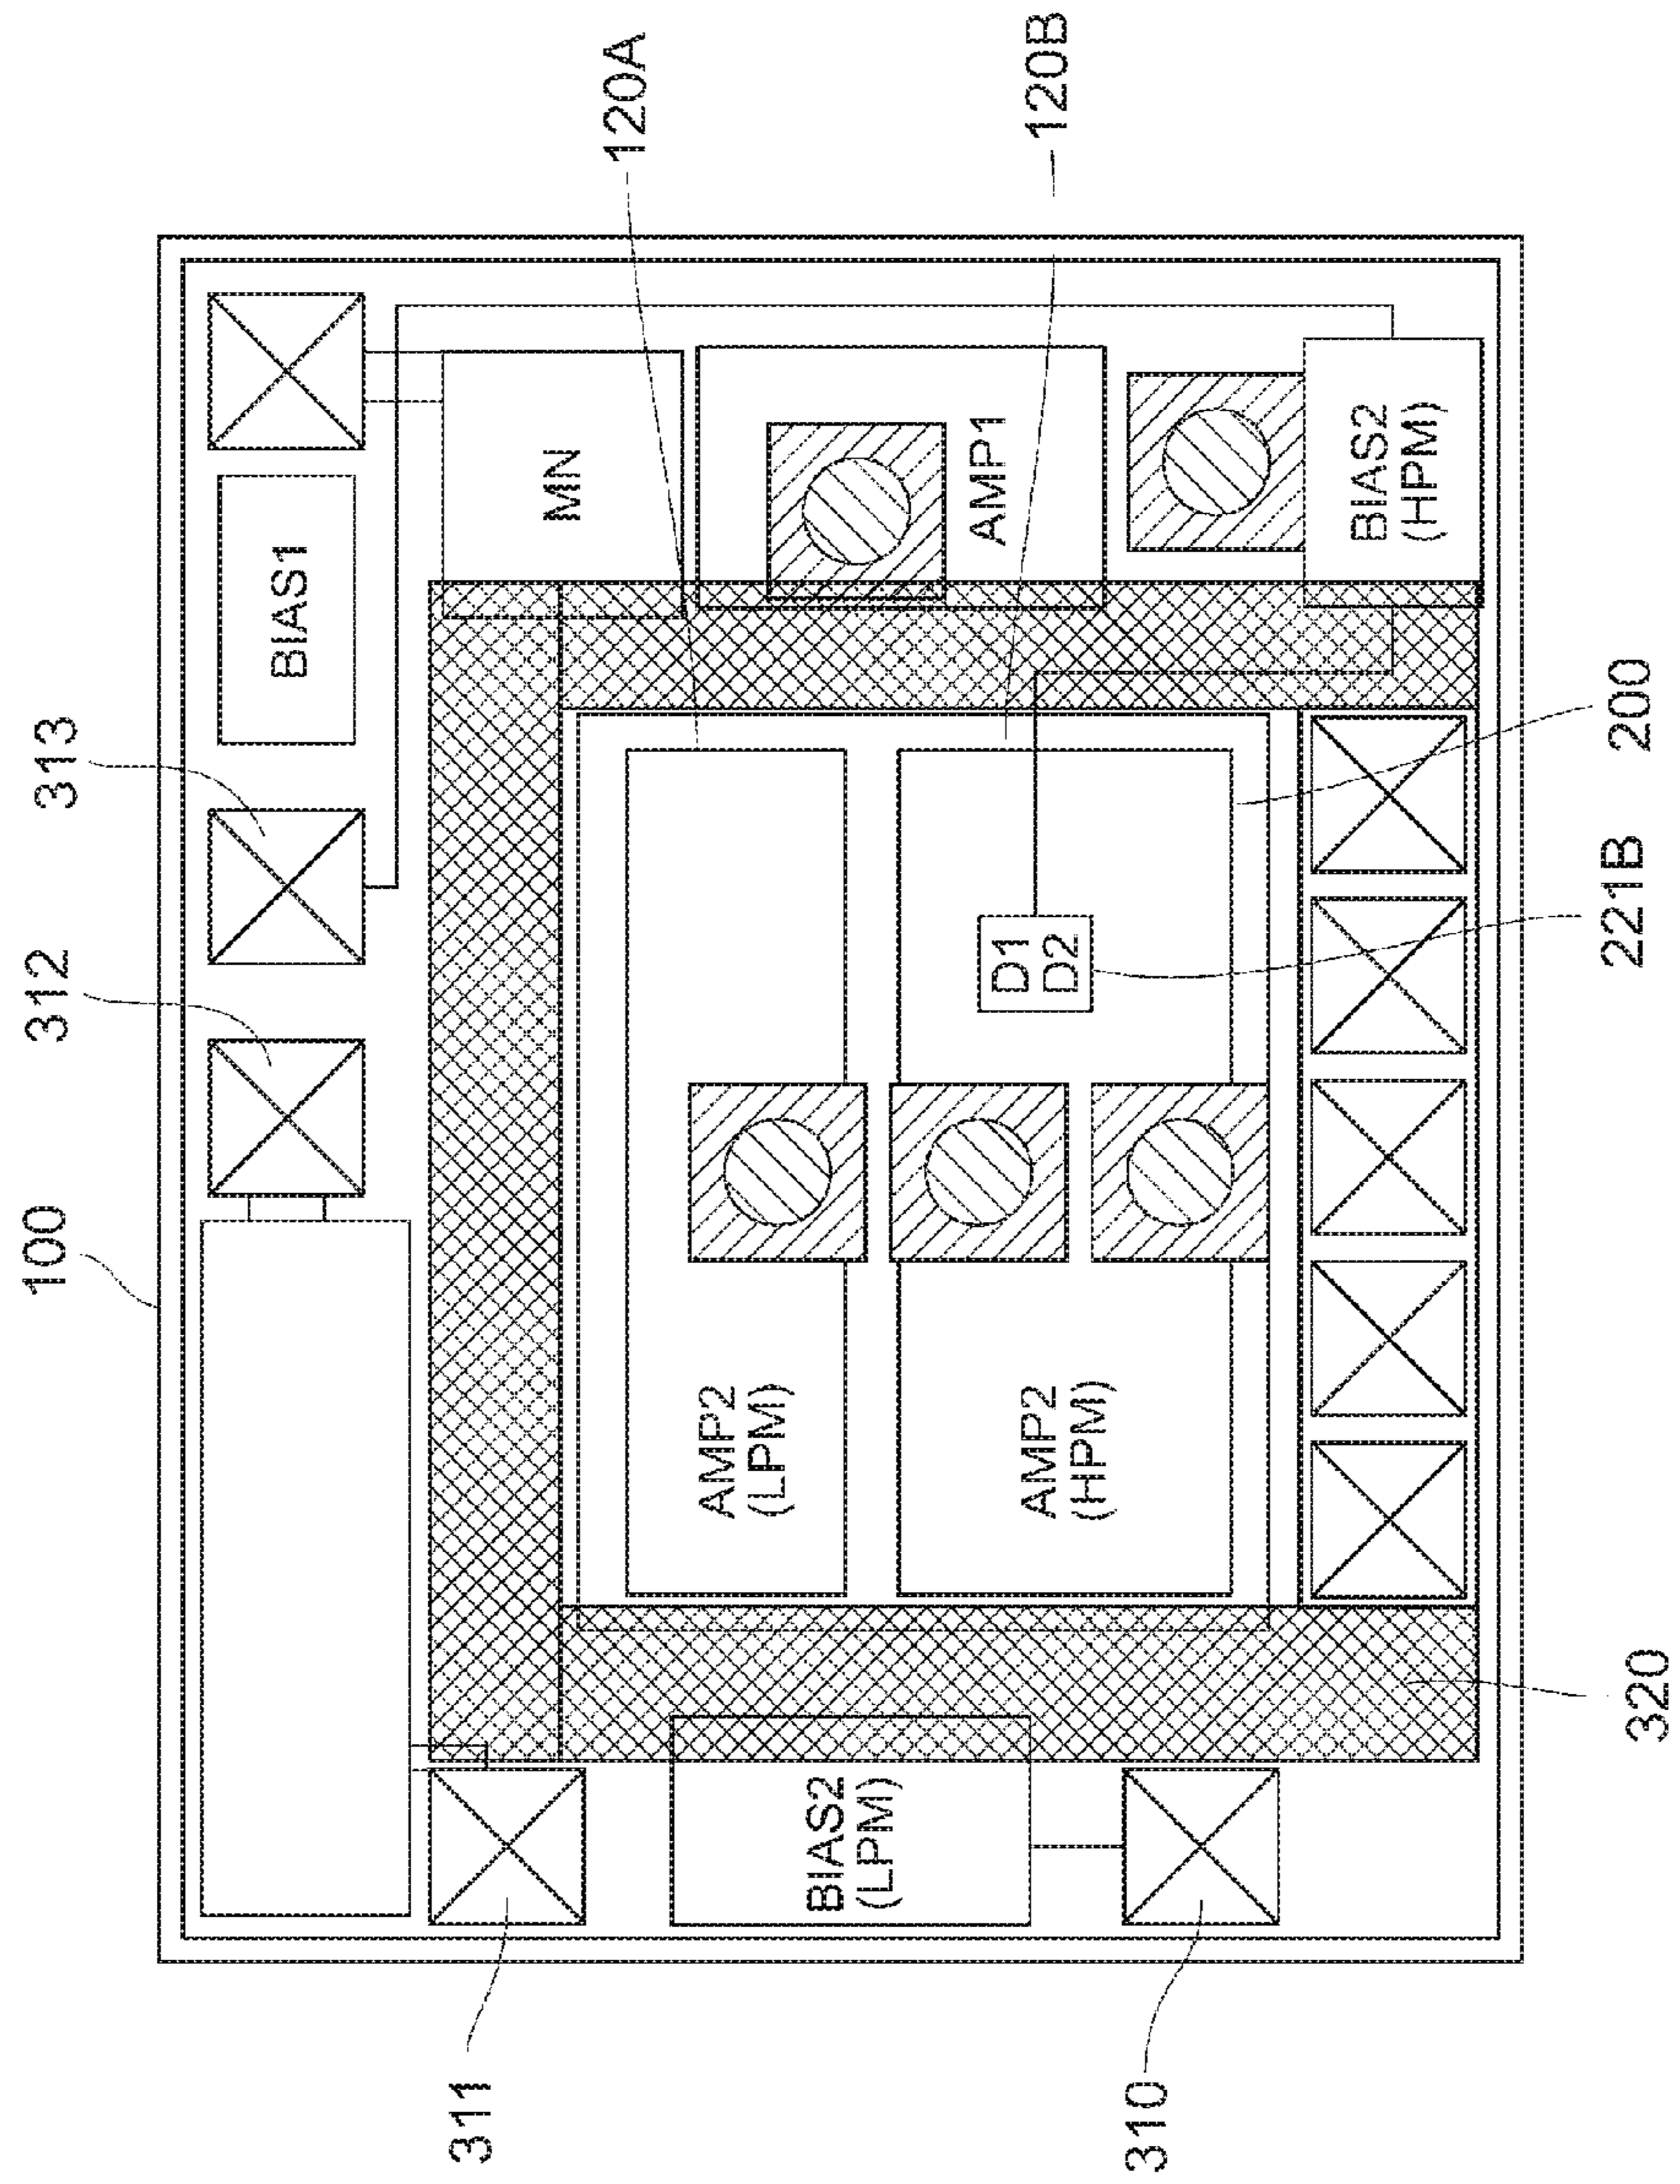 311
100
312
313
BIAS1
MN
120A
AMP1
120B
AMP2
(LPM)
AMP2
(HPM)
D1
D2
BIAS2
(LPM)
BIAS2
(HPM)
310
320
221B
200